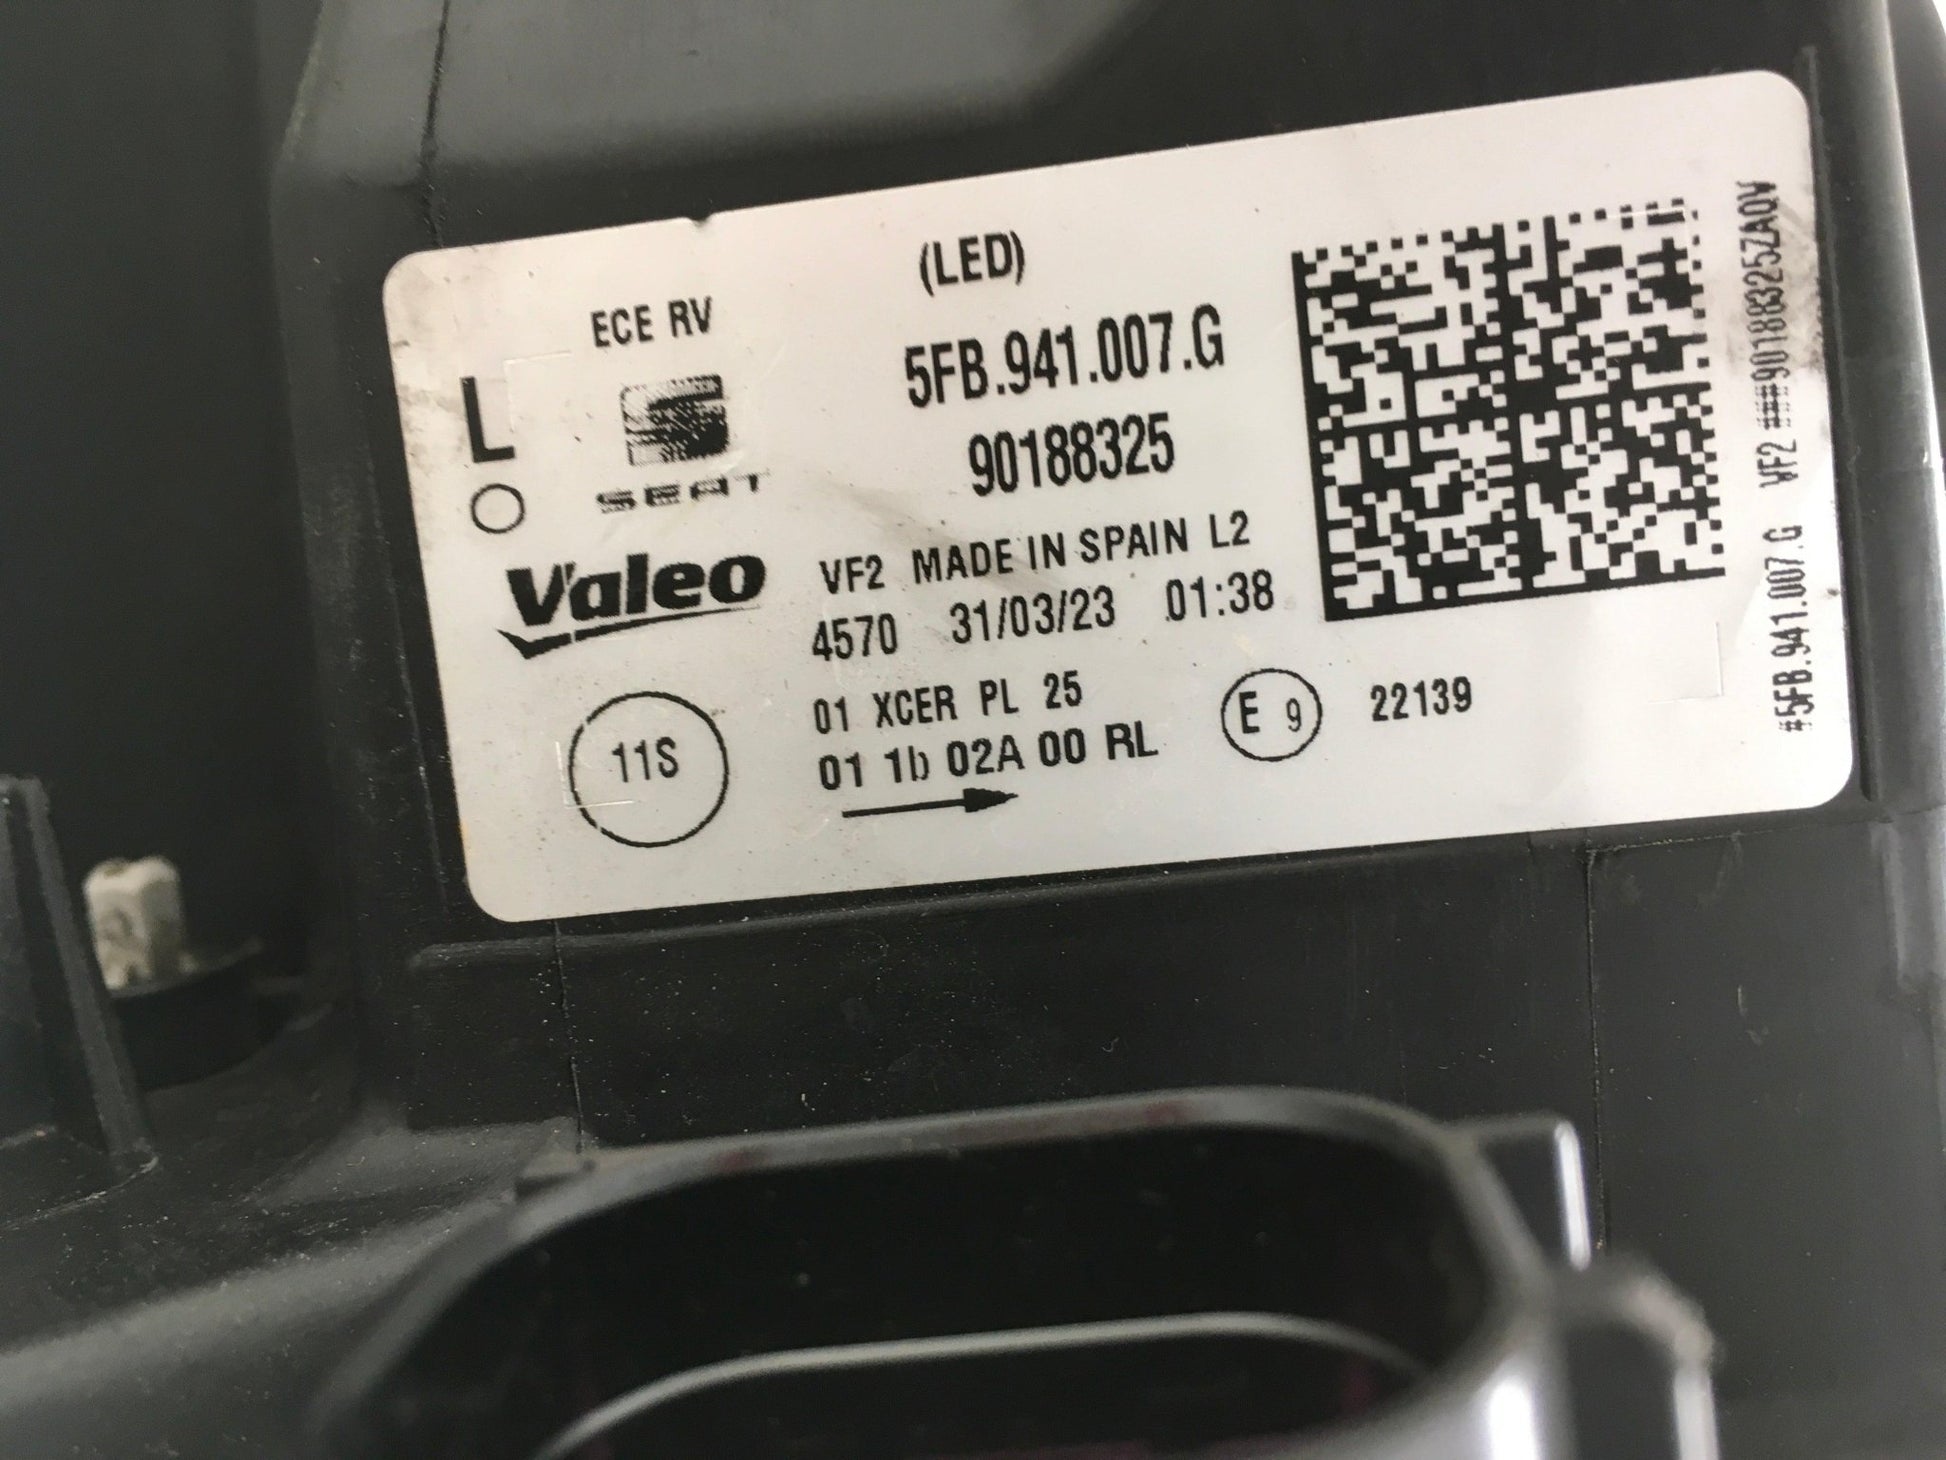 (LED)
ECE RV
L
SEAT
5FB.941.007.G
90188325
Valeo
VF2 MADE IN SPAIN L2
4570 31/03/23 01:38
11S
01 XCER PL 25
01 1b 02A 00 RL
E 9
22139
#5FB.941.007.G VF2 ###90188325ZAQV